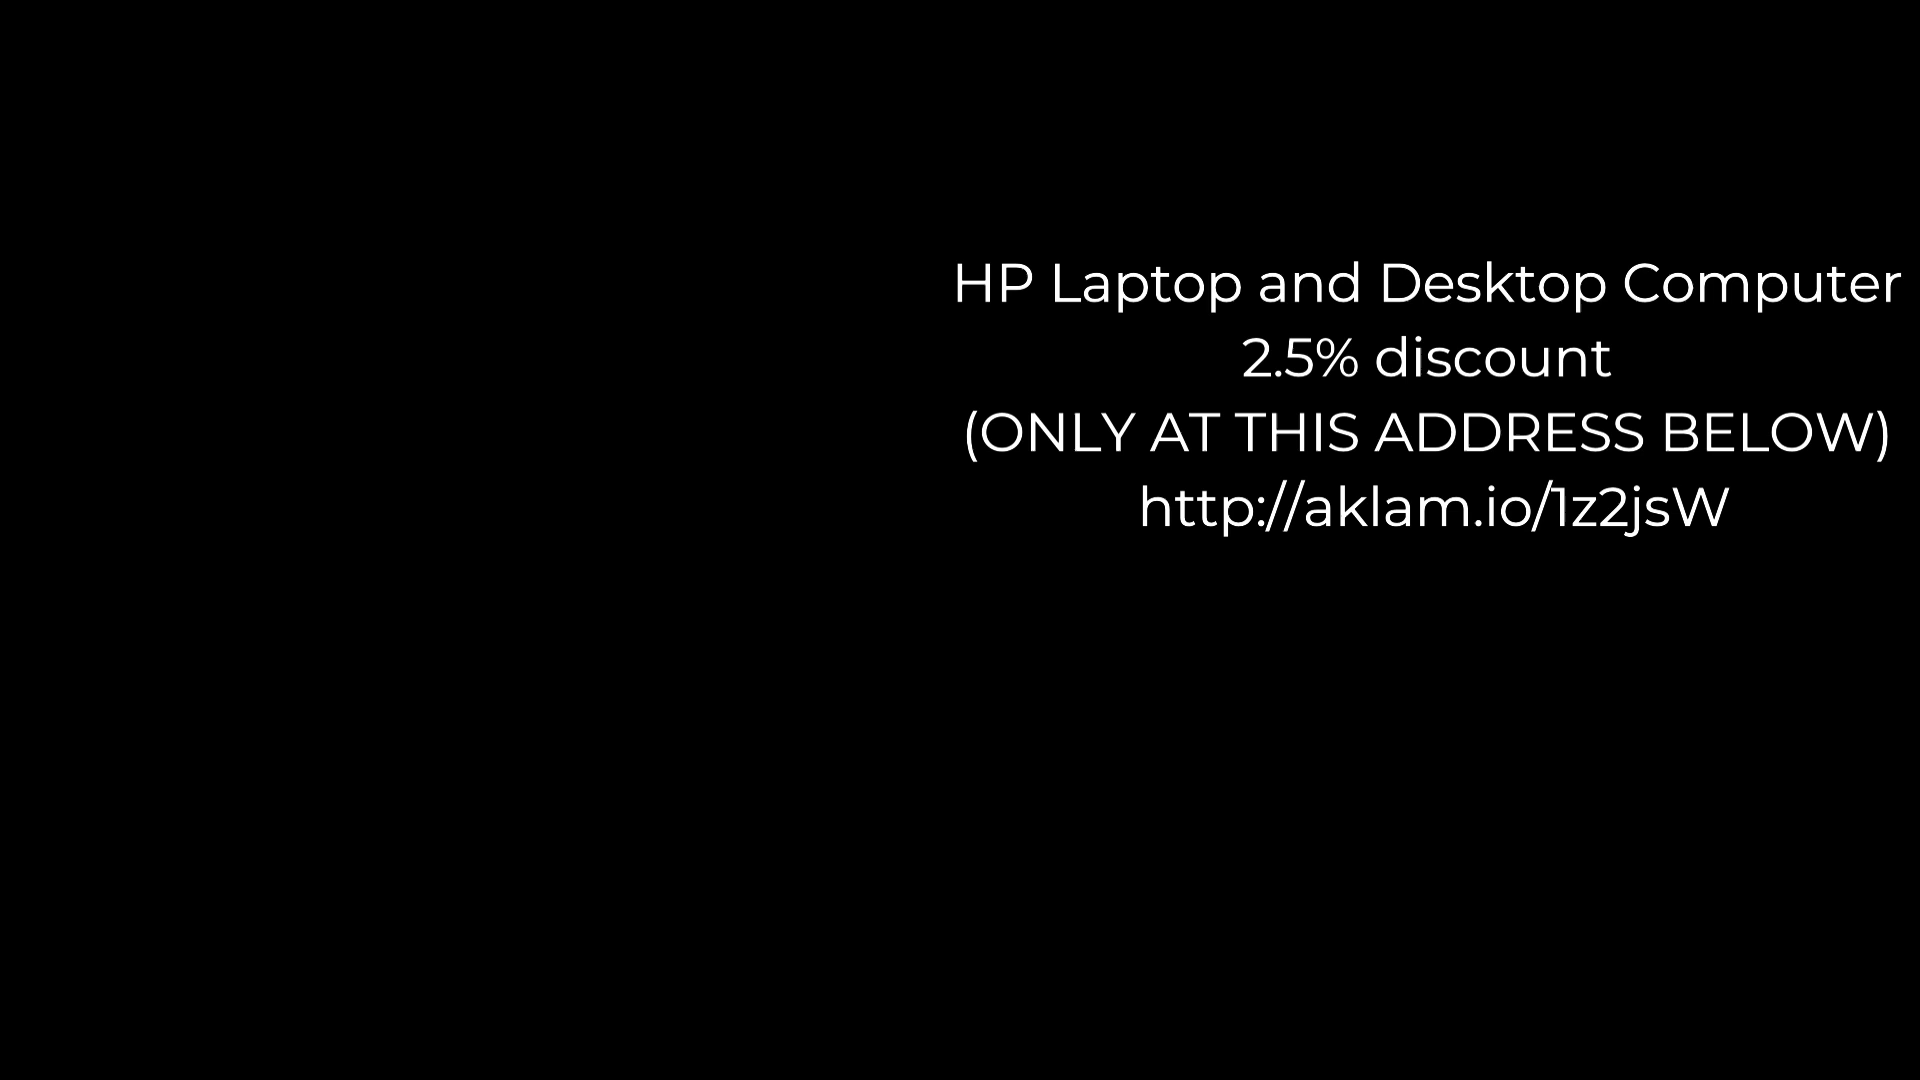 HP Laptop and Desktop Computer
2.5% discount
(ONLY AT THIS ADDRESS BELOW)
http://aklam.io/1z2jsW